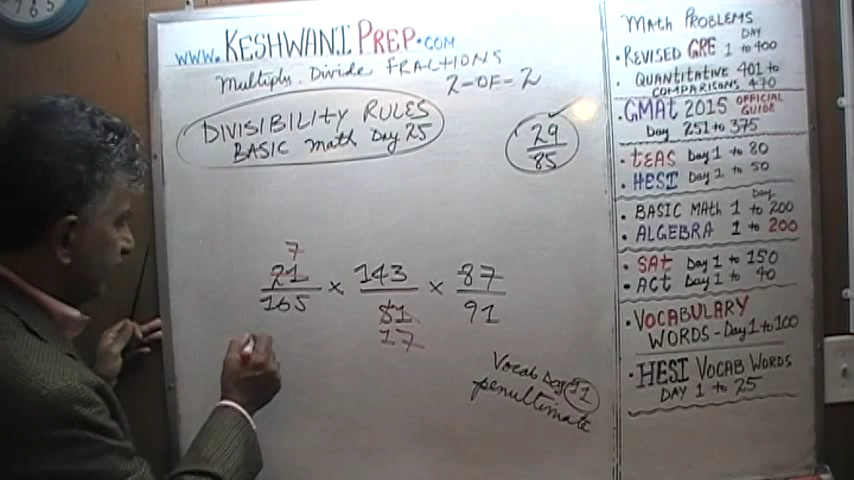 www.KESHWANI PREP.COM
Multiply Divide FRACTIONS
2-OF-2
DIVISIBILITY RULES
BASIC Math Day 25
29
85
7
21 × 143 × 87
165 81 91
17
Vocab Day 11
penultimate
Math PROBLEMS
DAY
• REVISED GRE 1 to 400
• QUANTITATIVE 401 to
COMPARISONS 470
GMAT 2015 OFFICIAL GUIDE
Day 251 to 375
• tEAS Day 1 to 80
• HESI Day 1 to 50
Day
• BASIC MAth 1 to 200
• ALGEBRA 1 to 200
• SAt Day 1 to 150
• ACt Day 1 to 40
• VOCABULARY
WORDS - Day 1 to 100
• HESI VOCAB WORDS
DAY 1 to 25